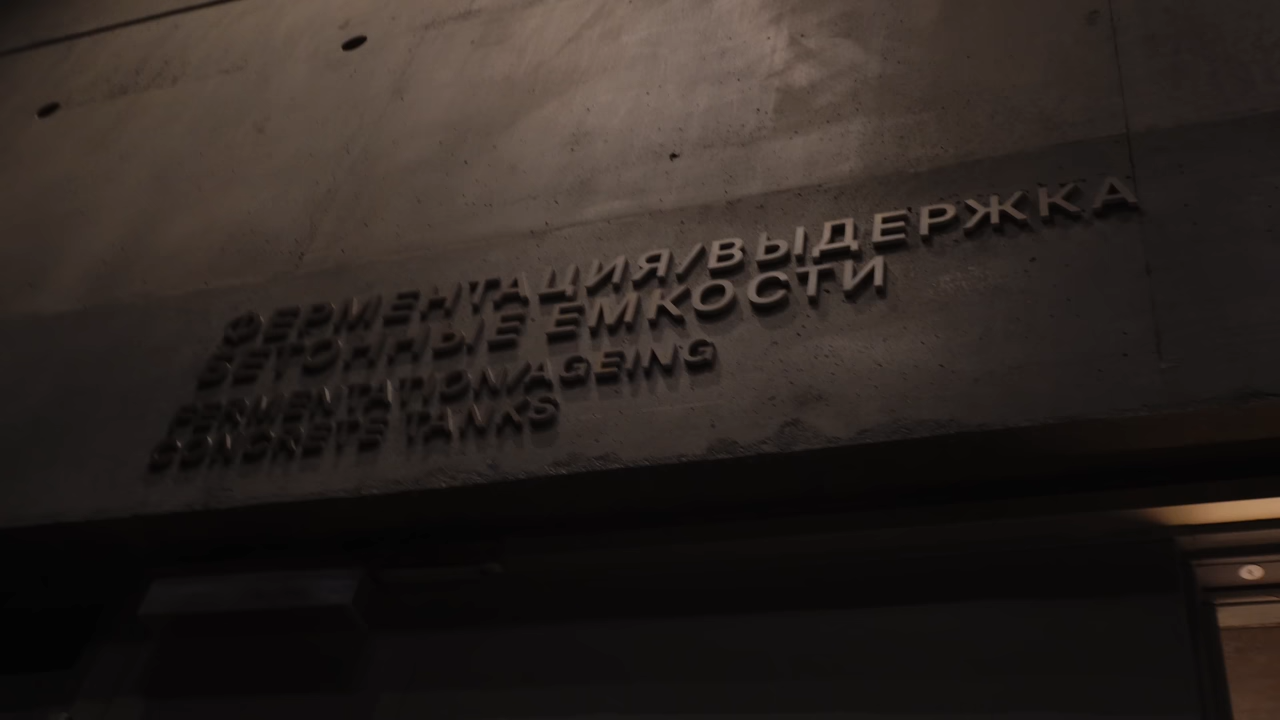 ФЕРМЕНТАЦИЯ/ВЫДЕРЖКА
БЕТОННЫЕ ЕМКОСТИ
FERMENTATION/AGEING
CONCRETE TANKS